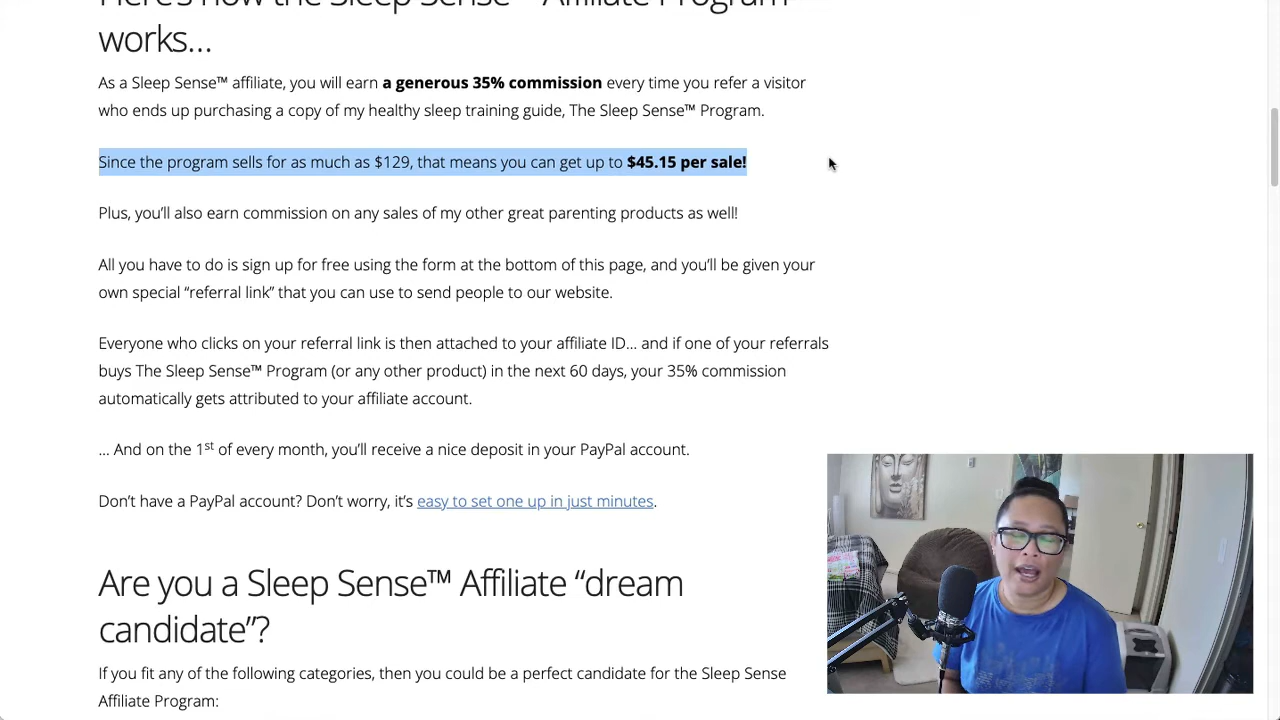 Here's how the Sleep Sense™ Affiliate Program
works...
As a Sleep Sense™ affiliate, you will earn a generous 35% commission every time you refer a visitor
who ends up purchasing a copy of my healthy sleep training guide, The Sleep Sense™ Program.
Since the program sells for as much as $129, that means you can get up to $45.15 per sale!
Plus, you’ll also earn commission on any sales of my other great parenting products as well!
All you have to do is sign up for free using the form at the bottom of this page, and you’ll be given your
own special “referral link” that you can use to send people to our website.
Everyone who clicks on your referral link is then attached to your affiliate ID… and if one of your referrals
buys The Sleep Sense™ Program (or any other product) in the next 60 days, your 35% commission
automatically gets attributed to your affiliate account.
… And on the 1st of every month, you’ll receive a nice deposit in your PayPal account.
Don’t have a PayPal account? Don’t worry, it’s easy to set one up in just minutes.
Are you a Sleep Sense™ Affiliate “dream
candidate”?
If you fit any of the following categories, then you could be a perfect candidate for the Sleep Sense
Affiliate Program: